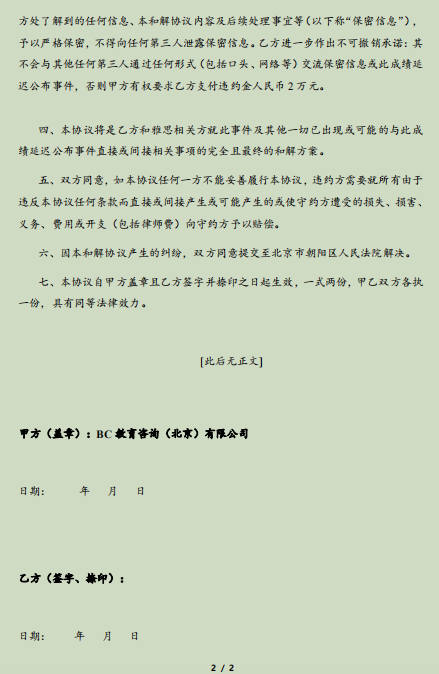 方处了解到的任何信息、本和解协议内容及后续处理事宜等（以下称“保密信息”），
予以严格保密，不得向任何第三人泄露保密信息。乙方进一步作出不可撤销承诺：其
不会与其他任何第三人通过任何形式（包括口头、网络等）交流保密信息或此成绩延
迟公布事件，否则甲方有权要求乙方支付违约金人民币 2 万元。
四、本协议将是乙方和雅思相关方就此事件及其他一切已出现或可能的与此成
绩延迟公布事件直接或间接相关事项的完全且最终的和解方案。
五、双方同意，如本协议任何一方不能妥善履行本协议，违约方需要就所有由于
违反本协议任何条款而直接或间接产生或可能产生的或使守约方遭受的损失、损害、
义务、费用或开支（包括律师费）向守约方予以赔偿。
六、因本和解协议产生的纠纷，双方同意提交至北京市朝阳区人民法院解决。
七、本协议自甲方盖章且乙方签字并捺印之日起生效，一式两份，甲乙双方各执
一份，具有同等法律效力。
[此后无正文]
甲方（盖章）：BC 教育咨询（北京）有限公司
日期： 年 月 日
乙方（签字、捺印）：
日期： 年 月 日
2 / 2